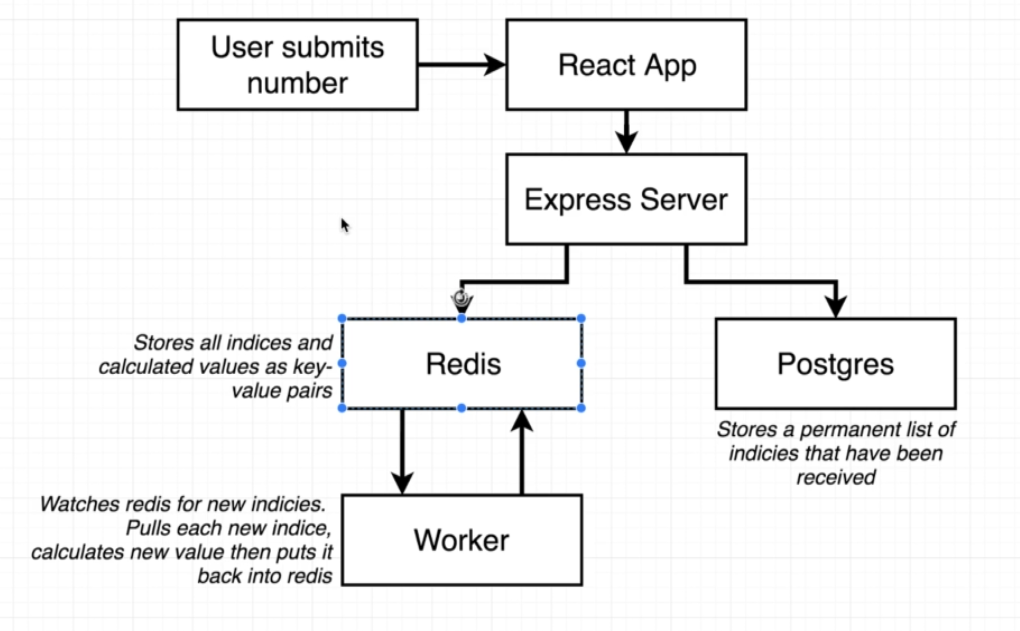 User submits
number
React App
Express Server
Stores all indices and
calculated values as key-
value pairs
Redis
Postgres
Stores a permanent list of
indicies that have been
received
Watches redis for new indicies.
Pulls each new indice,
calculates new value then puts it
back into redis
Worker